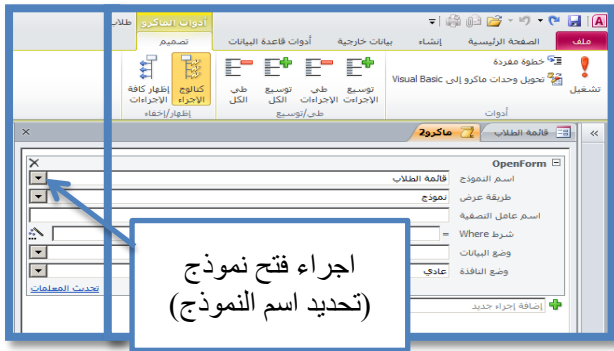 أدوات الماكرو طلاب
ملف الصفحة الرئيسية إنشاء بيانات خارجية أدوات قاعدة البيانات تصميم
تشغيل
خطوة مفردة
تحويل وحدات ماكرو إلى Visual Basic
أدوات
توسيع الإجراءات
طي الإجراءات
توسيع الكل
طي الكل
طي/توسيع
كتالوج الإجراء
إظهار كافة الإجراءات
إظهار/إخفاء
قائمة الطلاب ماكرو2
OpenForm
اسم النموذج قائمة الطلاب
طريقة عرض نموذج
اسم عامل التصفية
شرط Where =
وضع البيانات
وضع النافذة عادي
تحديث المعلمات
إضافة إجراء جديد
اجراء فتح نموذج
(تحديد اسم النموذج)